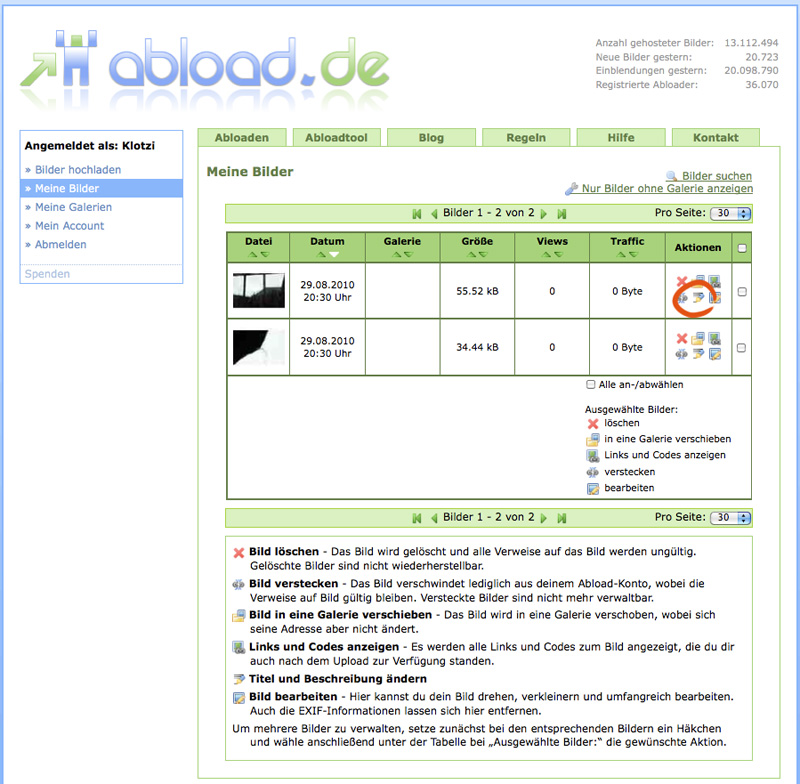 abload.de
Anzahl gehosteter Bilder: 13.112.494
Neue Bilder gestern: 20.723
Einblendungen gestern: 20.098.790
Registrierte Abloader: 36.070
Angemeldet als: Klotzi
» Bilder hochladen
» Meine Bilder
» Meine Galerien
» Mein Account
» Abmelden
Spenden
Abloaden Abloadtool Blog Regeln Hilfe Kontakt
Meine Bilder
Bilder suchen
Nur Bilder ohne Galerie anzeigen
Bilder 1 - 2 von 2 Pro Seite: 30
Datei Datum Galerie Größe Views Traffic Aktionen
29.08.2010
20:30 Uhr
55.52 kB 0 0 Byte
29.08.2010
20:30 Uhr
34.44 kB 0 0 Byte
Alle an-/abwählen
Ausgewählte Bilder:
löschen
in eine Galerie verschieben
Links und Codes anzeigen
verstecken
bearbeiten
Bilder 1 - 2 von 2 Pro Seite: 30
Bild löschen - Das Bild wird gelöscht und alle Verweise auf das Bild werden ungültig.
Gelöschte Bilder sind nicht wiederherstellbar.
Bild verstecken - Das Bild verschwindet lediglich aus deinem Abload-Konto, wobei die
Verweise auf Bild gültig bleiben. Versteckte Bilder sind nicht mehr verwaltbar.
Bild in eine Galerie verschieben - Das Bild wird in eine Galerie verschoben, wobei sich
seine Adresse aber nicht ändert.
Links und Codes anzeigen - Es werden alle Links und Codes zum Bild angezeigt, die du dir
auch nach dem Upload zur Verfügung standen.
Titel und Beschreibung ändern
Bild bearbeiten - Hier kannst du dein Bild drehen, verkleinern und umfangreich bearbeiten.
Auch die EXIF-Informationen lassen sich hier entfernen.
Um mehrere Bilder zu verwalten, setze zunächst bei den entsprechenden Bildern ein Häkchen
und wähle anschließend unter der Tabelle bei „Ausgewählte Bilder:“ die gewünschte Aktion.